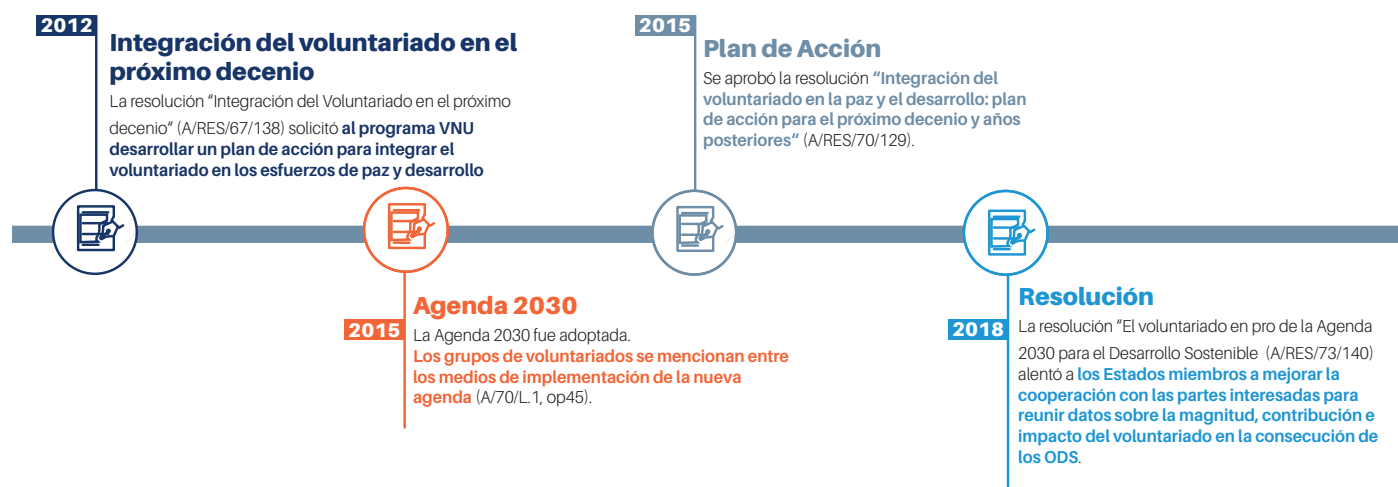 2012
Integración del voluntariado en el
próximo decenio
La resolución “Integración del Voluntariado en el próximo
decenio” (A/RES/67/138) solicitó al programa VNU
desarrollar un plan de acción para integrar el
voluntariado en los esfuerzos de paz y desarrollo
2015
Agenda 2030
La Agenda 2030 fue adoptada.
Los grupos de voluntariados se mencionan entre
los medios de implementación de la nueva
agenda (A/70/L.1, op45).
2015
Plan de Acción
Se aprobó la resolución “Integración del
voluntariado en la paz y el desarrollo: plan
de acción para el próximo decenio y años
posteriores” (A/RES/70/129).
2018
Resolución
La resolución “El voluntariado en pro de la Agenda
2030 para el Desarrollo Sostenible (A/RES/73/140)
alentó a los Estados miembros a mejorar la
cooperación con las partes interesadas para
reunir datos sobre la magnitud, contribución e
impacto del voluntariado en la consecución de
los ODS.